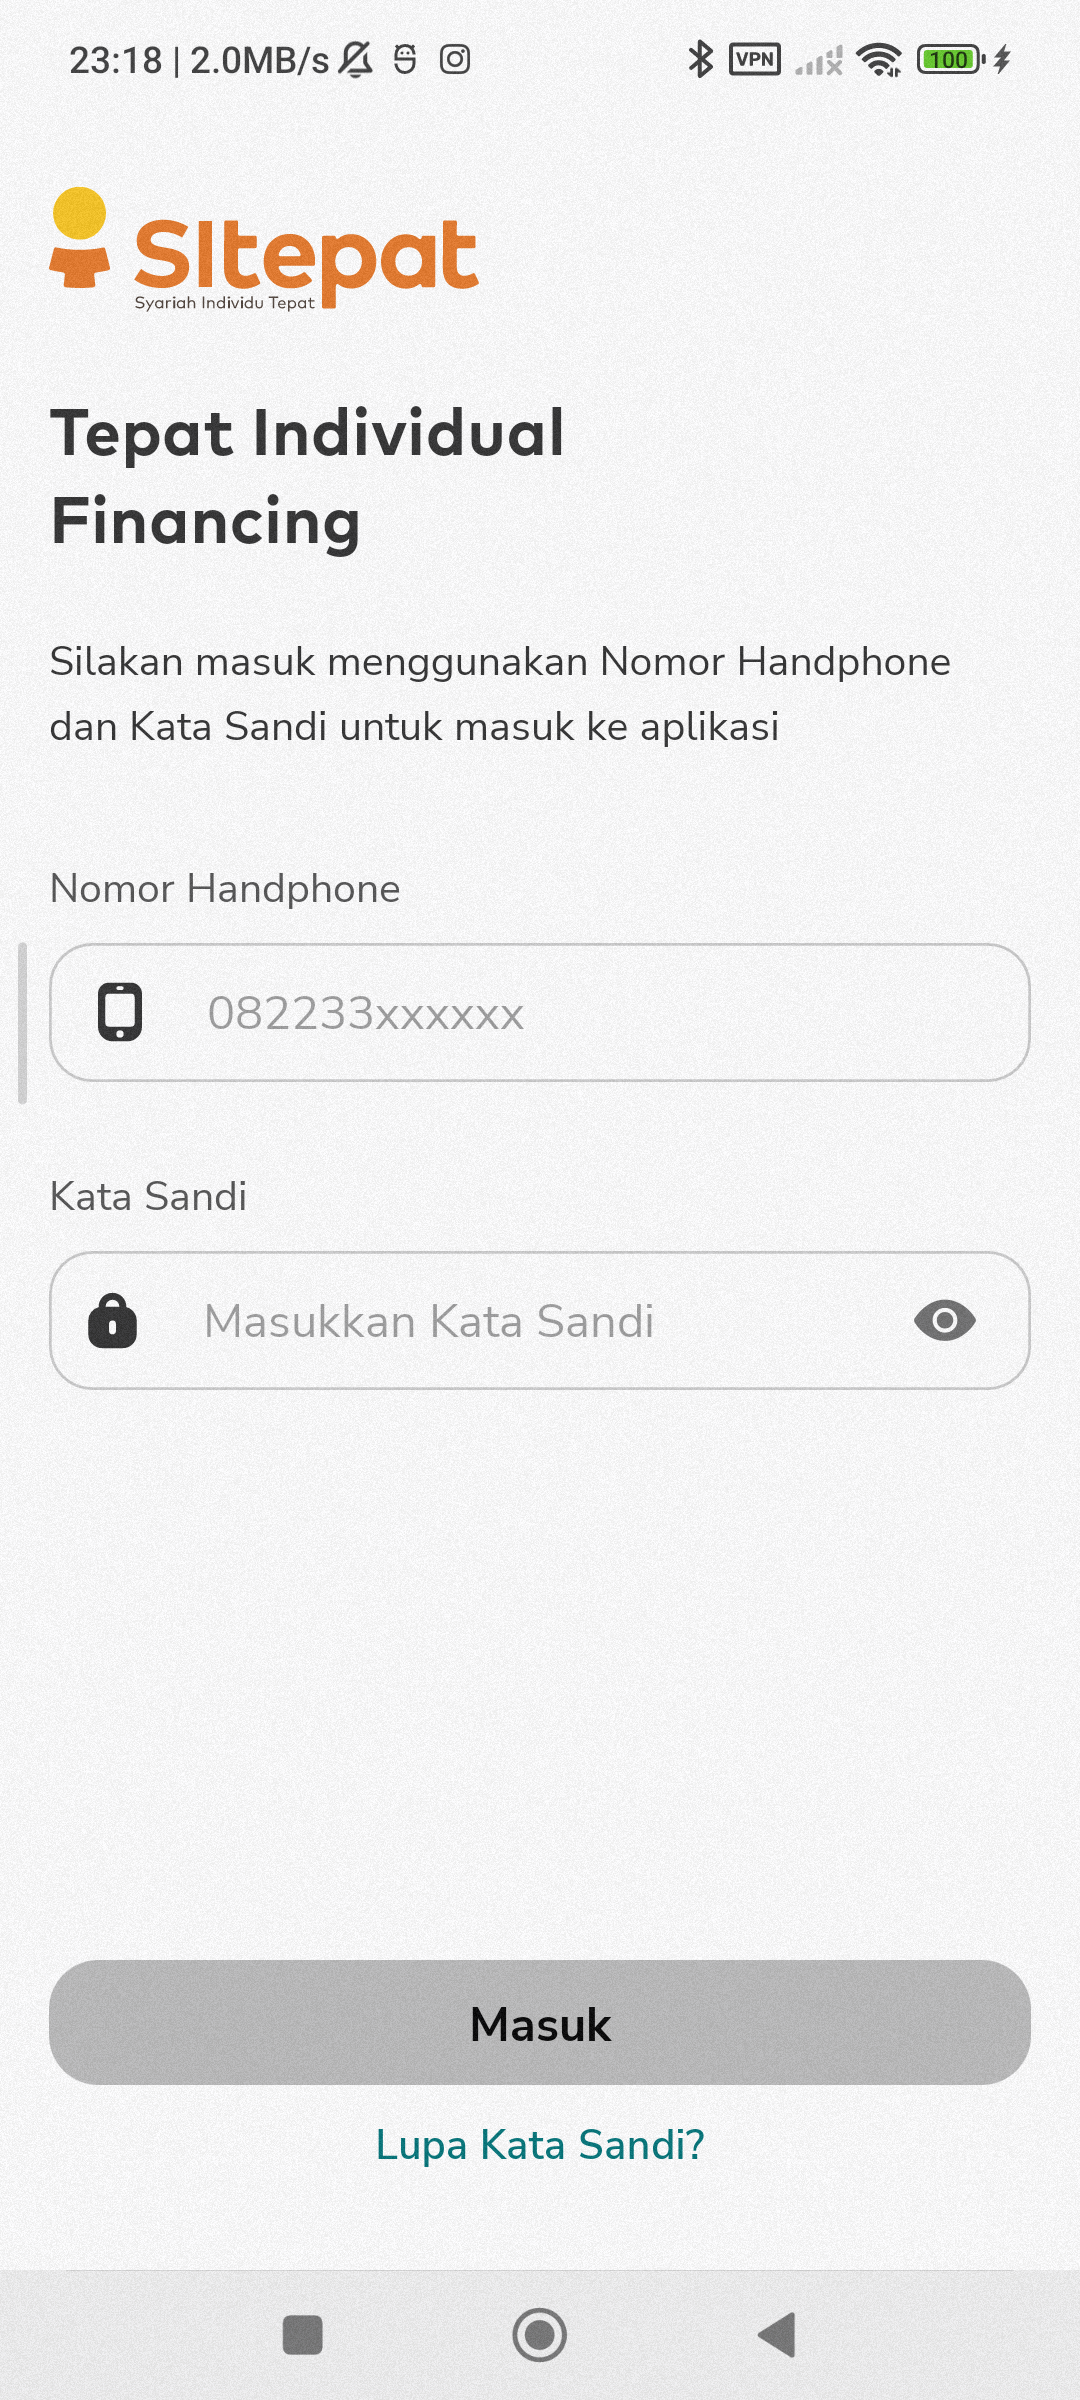 23:18 | 2.0MB/s VPN 100
SItepat
Syariah Individu Tepat
Tepat Individual
Financing
Silakan masuk menggunakan Nomor Handphone
dan Kata Sandi untuk masuk ke aplikasi
Nomor Handphone
082233xxxxxx
Kata Sandi
Masukkan Kata Sandi
Masuk
Lupa Kata Sandi?